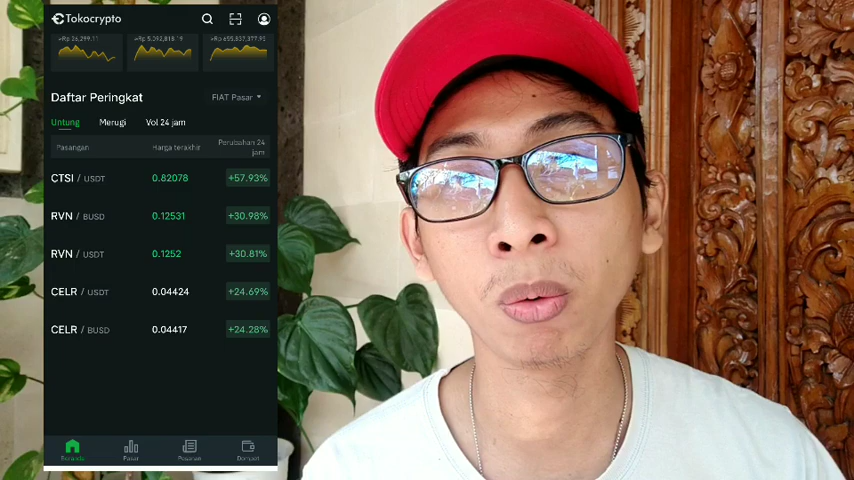 Tokocrypto
Daftar Peringkat
FIAT Pasar
Untung Merugi Vol 24 jam
Pasangan Harga terakhir Perubahan 24 jam
CTSI / USDT 0.82078 +57.93%
RVN / BUSD 0.12531 +30.98%
RVN / USDT 0.1252 +30.81%
CELR / USDT 0.04424 +24.69%
CELR / BUSD 0.04417 +24.28%
Beranda Pasar Pesanan Dompet